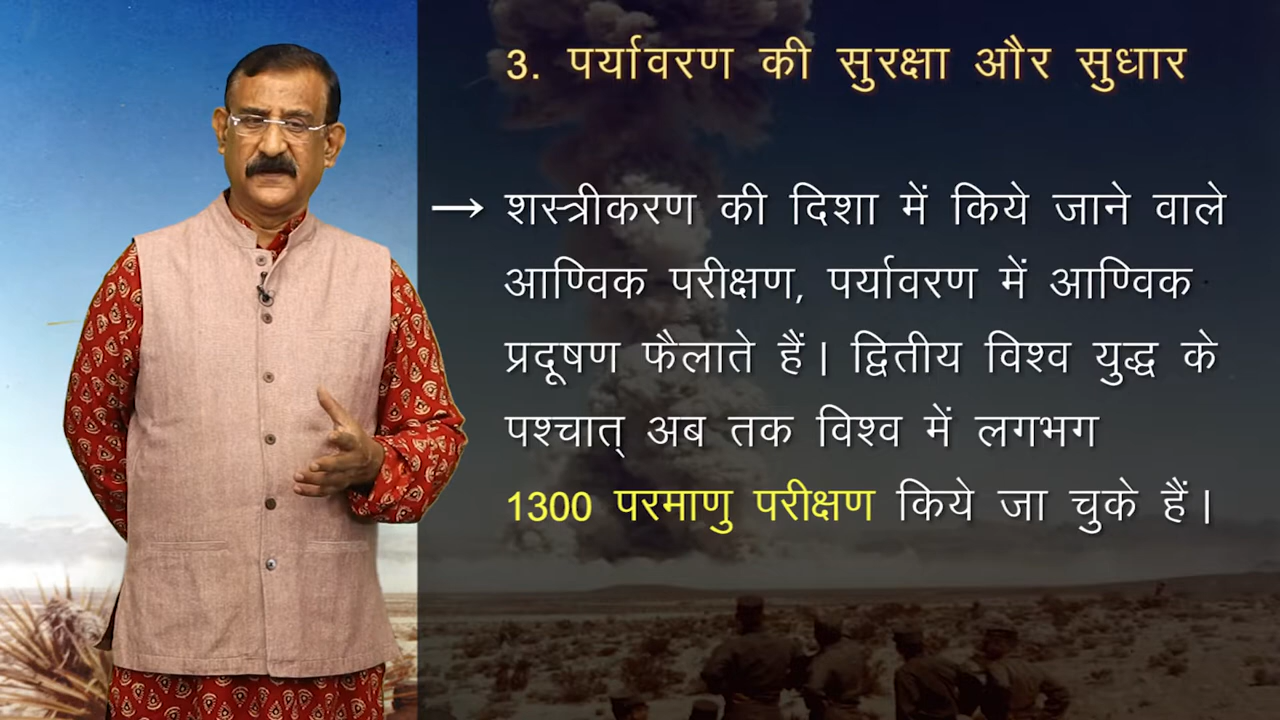 3. पर्यावरण की सुरक्षा और सुधार
→ शस्त्रीकरण की दिशा में किये जाने वाले
आण्विक परीक्षण, पर्यावरण में आण्विक
प्रदूषण फैलाते हैं। द्वितीय विश्व युद्ध के
पश्चात् अब तक विश्व में लगभग
1300 परमाणु परीक्षण किये जा चुके हैं।